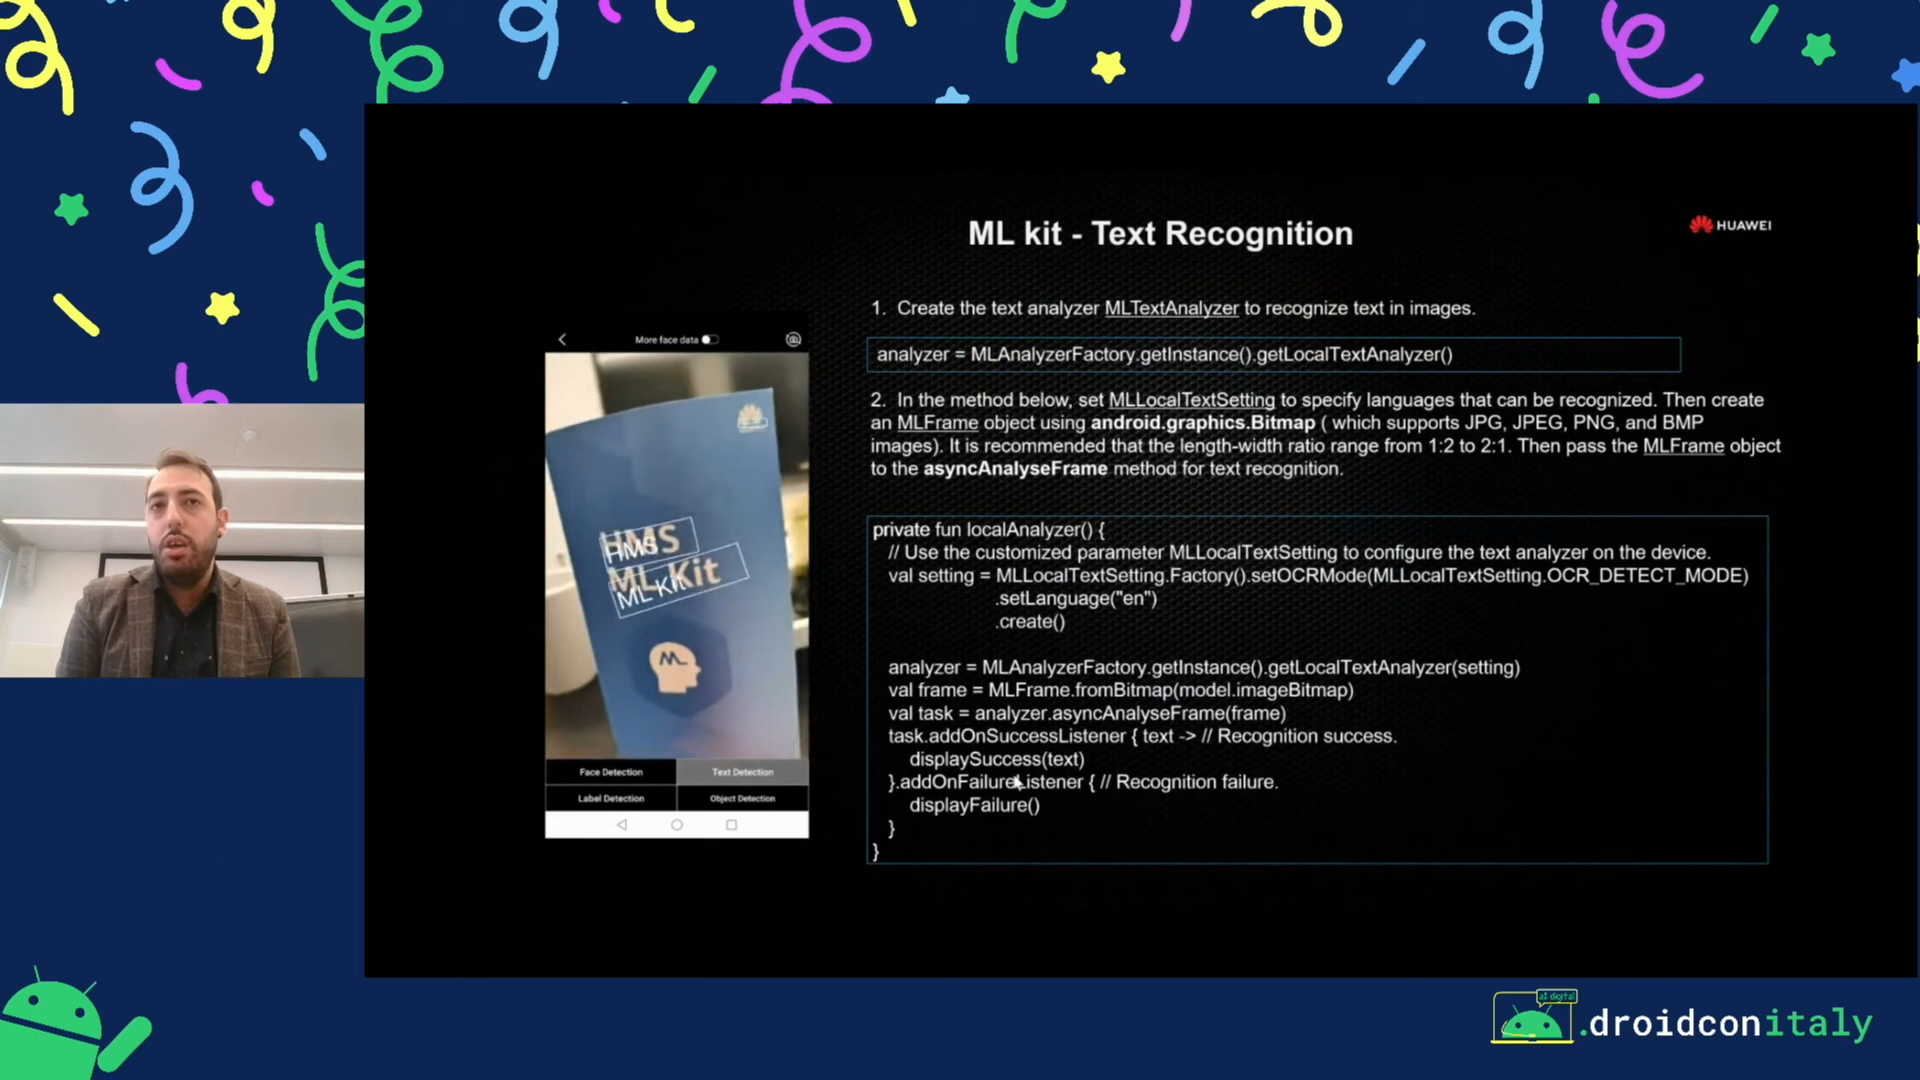 ML kit - Text Recognition
HUAWEI
1. Create the text analyzer MLTextAnalyzer to recognize text in images.
analyzer = MLAnalyzerFactory.getInstance().getLocalTextAnalyzer()
2. In the method below, set MLLocalTextSetting to specify languages that can be recognized. Then create
an MLFrame object using android.graphics.Bitmap ( which supports JPG, JPEG, PNG, and BMP
images). It is recommended that the length-width ratio range from 1:2 to 2:1. Then pass the MLFrame object
to the asyncAnalyseFrame method for text recognition.
private fun localAnalyzer() {
// Use the customized parameter MLLocalTextSetting to configure the text analyzer on the device.
val setting = MLLocalTextSetting.Factory().setOCRMode(MLLocalTextSetting.OCR_DETECT_MODE)
.setLanguage("en")
.create()
analyzer = MLAnalyzerFactory.getInstance().getLocalTextAnalyzer(setting)
val frame = MLFrame.fromBitmap(model.imageBitmap)
val task = analyzer.asyncAnalyseFrame(frame)
task.addOnSuccessListener { text -> // Recognition success.
displaySuccess(text)
}.addOnFailureListener { // Recognition failure.
displayFailure()
}
}
More face data
HMS
HMS
ML Kit
ML Kit
Face Detection
Text Detection
Label Detection
Object Detection
all digital
.droidconitaly